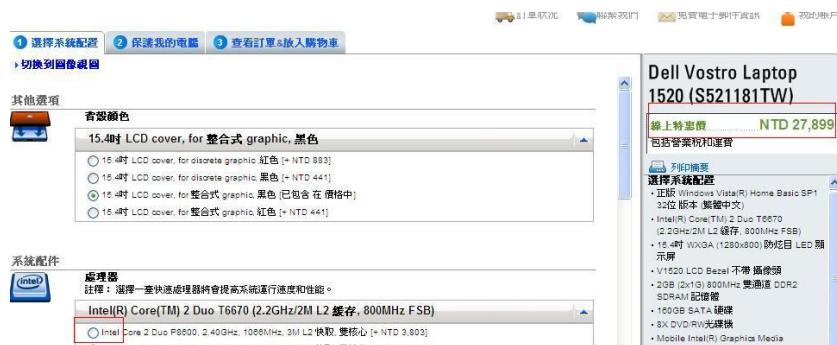 訂單狀況 聯絡我們 免費電子郵件資訊 我的帳戶
1 選擇系統配置 2 保護我的電腦 3 查看訂單&放入購物車
切換到圖像視圖
其他選項
背殼顏色
15.4吋 LCD cover, for 整合式 graphic, 黑色
15.4吋 LCD cover, for discrete graphic, 紅色 [+ NTD 883]
15.4吋 LCD cover, for discrete graphic, 黑色 [+ NTD 441]
15.4吋 LCD cover, for 整合式 graphic, 黑色 [已包含 在 價格中]
15.4吋 LCD cover, for 整合式 graphic, 紅色 [+ NTD 441]
系統配件
處理器
註釋： 選擇一臺快速處理器將會提高系統運行速度和性能。
Intel(R) Core(TM) 2 Duo T6670 (2.2GHz/2M L2 緩存, 800MHz FSB)
Intel Core 2 Duo P8600, 2.40GHz, 1066MHz, 3M L2 快取, 雙核心 [+ NTD 3,803]
Dell Vostro Laptop
1520 (S521181TW)
線上特惠價 NTD 27,899
包括營業稅和運費
列印摘要
選擇系統配置
• 正版 Windows Vista(R) Home Basic SP1
32位 版本 (繁體中文)
• Intel(R) Core(TM) 2 Duo T6670
(2.2GHz/2M L2 緩存, 800MHz FSB)
• 15.4吋 WXGA (1280x800) 防炫目 LED 顯
示屏
• V1520 LCD Bezel 不帶 攝像頭
• 2GB (2x1G) 800MHz 雙通道 DDR2
SDRAM 記憶體
• 160GB SATA 硬碟
• 8X DVD/RW光碟機
• Mobile Intel(R) Graphics Media